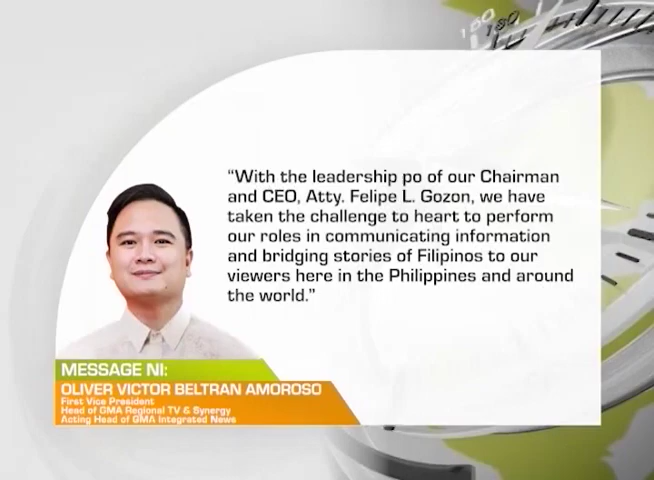 “With the leadership po of our Chairman
and CEO, Atty. Felipe L. Gozon, we have
taken the challenge to heart to perform
our roles in communicating information
and bridging stories of Filipinos to our
viewers here in the Philippines and around
the world.”
MESSAGE NI:
OLIVER VICTOR BELTRAN AMOROSO
First Vice President
Head of GMA Regional TV & Synergy
Acting Head of GMA Integrated News